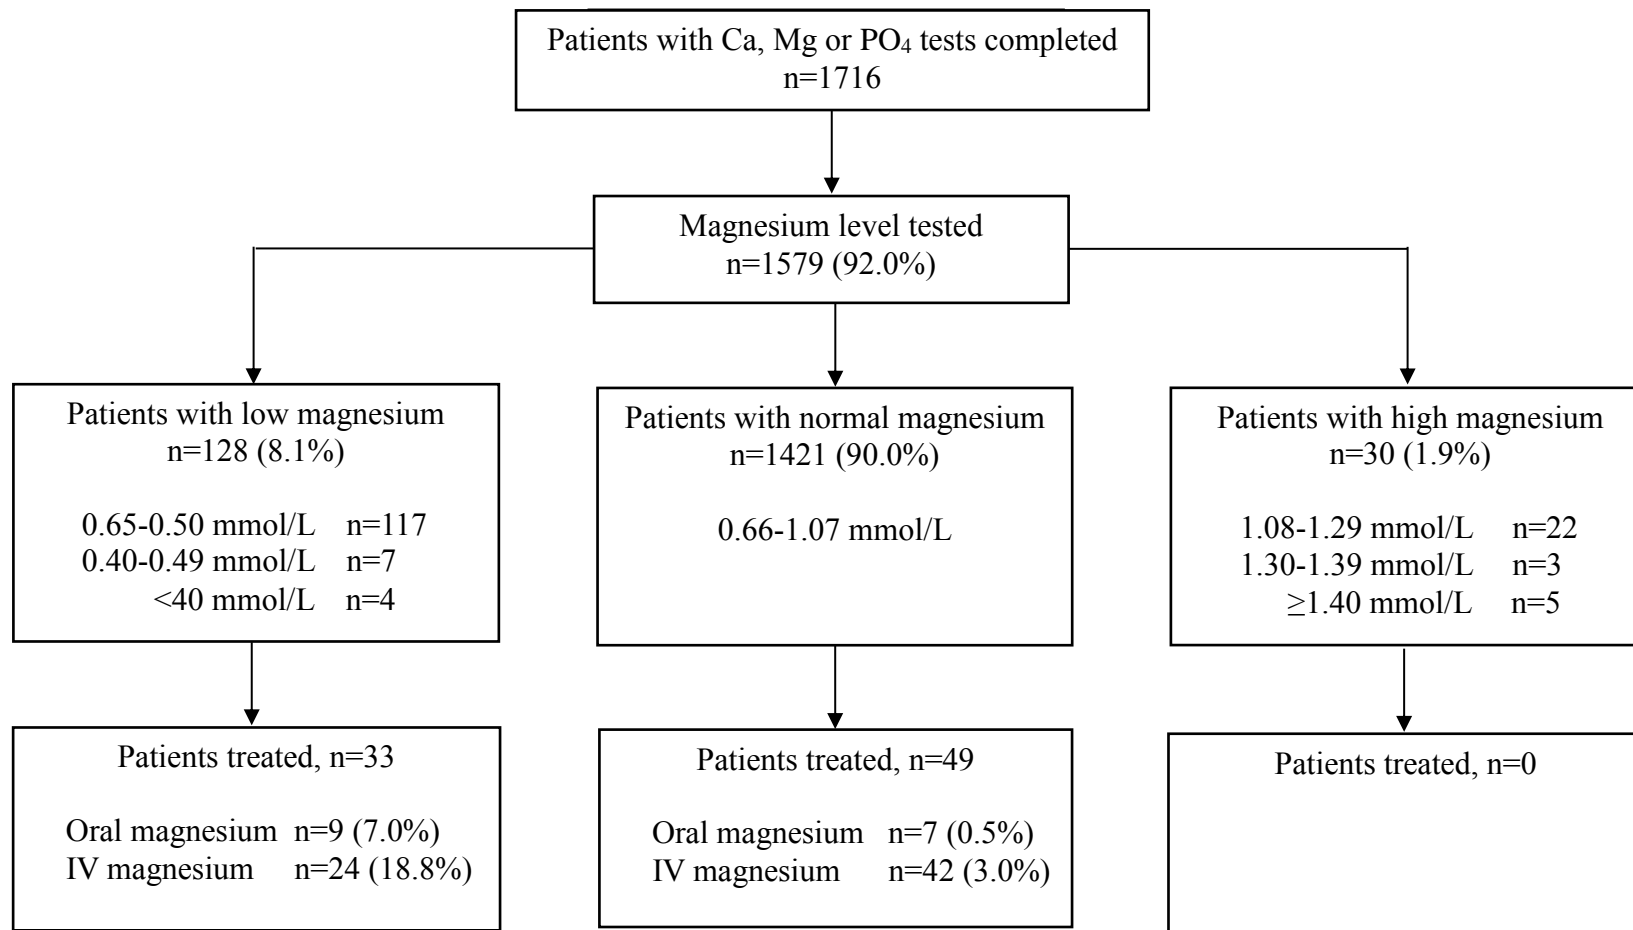 Patients with Ca, Mg or PO₄ tests completed
n=1716
Magnesium level tested
n=1579 (92.0%)
Patients with low magnesium
n=128 (8.1%)
0.65-0.50 mmol/L n=117
0.40-0.49 mmol/L n=7
<40 mmol/L n=4
Patients with normal magnesium
n=1421 (90.0%)
0.66-1.07 mmol/L
Patients with high magnesium
n=30 (1.9%)
1.08-1.29 mmol/L n=22
1.30-1.39 mmol/L n=3
≥1.40 mmol/L n=5
Patients treated, n=33
Oral magnesium n=9 (7.0%)
IV magnesium n=24 (18.8%)
Patients treated, n=49
Oral magnesium n=7 (0.5%)
IV magnesium n=42 (3.0%)
Patients treated, n=0